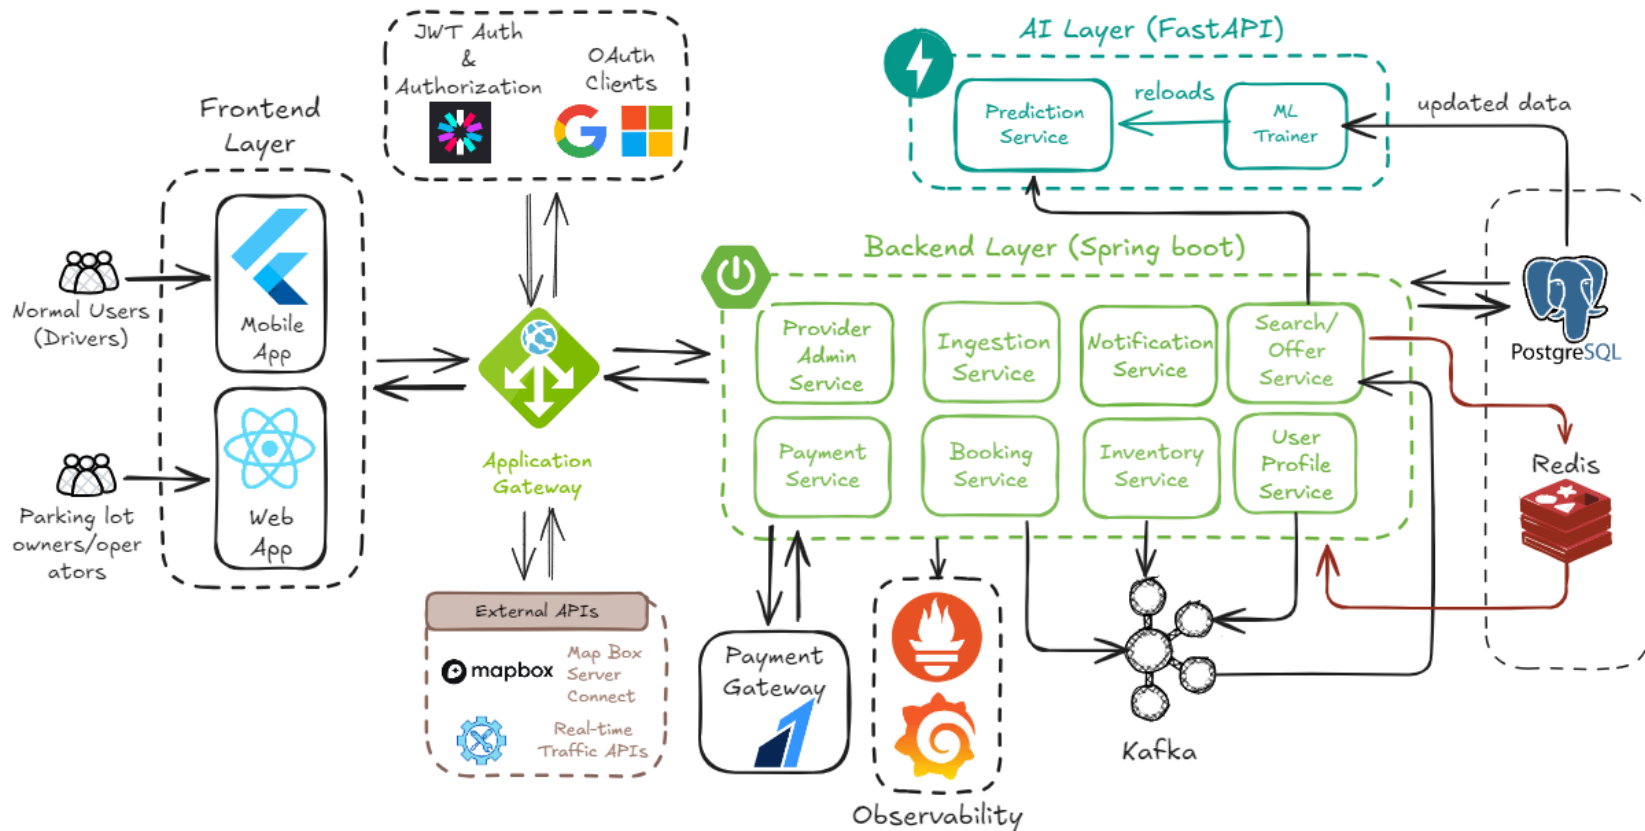 JWT Auth
&
Authorization
OAuth
Clients
AI Layer (FastAPI)
Prediction
Service
reloads
ML
Trainer
updated data
Frontend
Layer
Normal Users
(Drivers)
Mobile
App
Parking lot
owners/oper
ators
Web
App
Application
Gateway
Backend Layer (Spring boot)
Provider
Admin
Service
Ingestion
Service
Notification
Service
Search/
Offer
Service
Payment
Service
Booking
Service
Inventory
Service
User
Profile
Service
PostgreSQL
Redis
External APIs
mapbox
Map Box
Server
Connect
Real-time
Traffic APIs
Payment
Gateway
Observability
Kafka